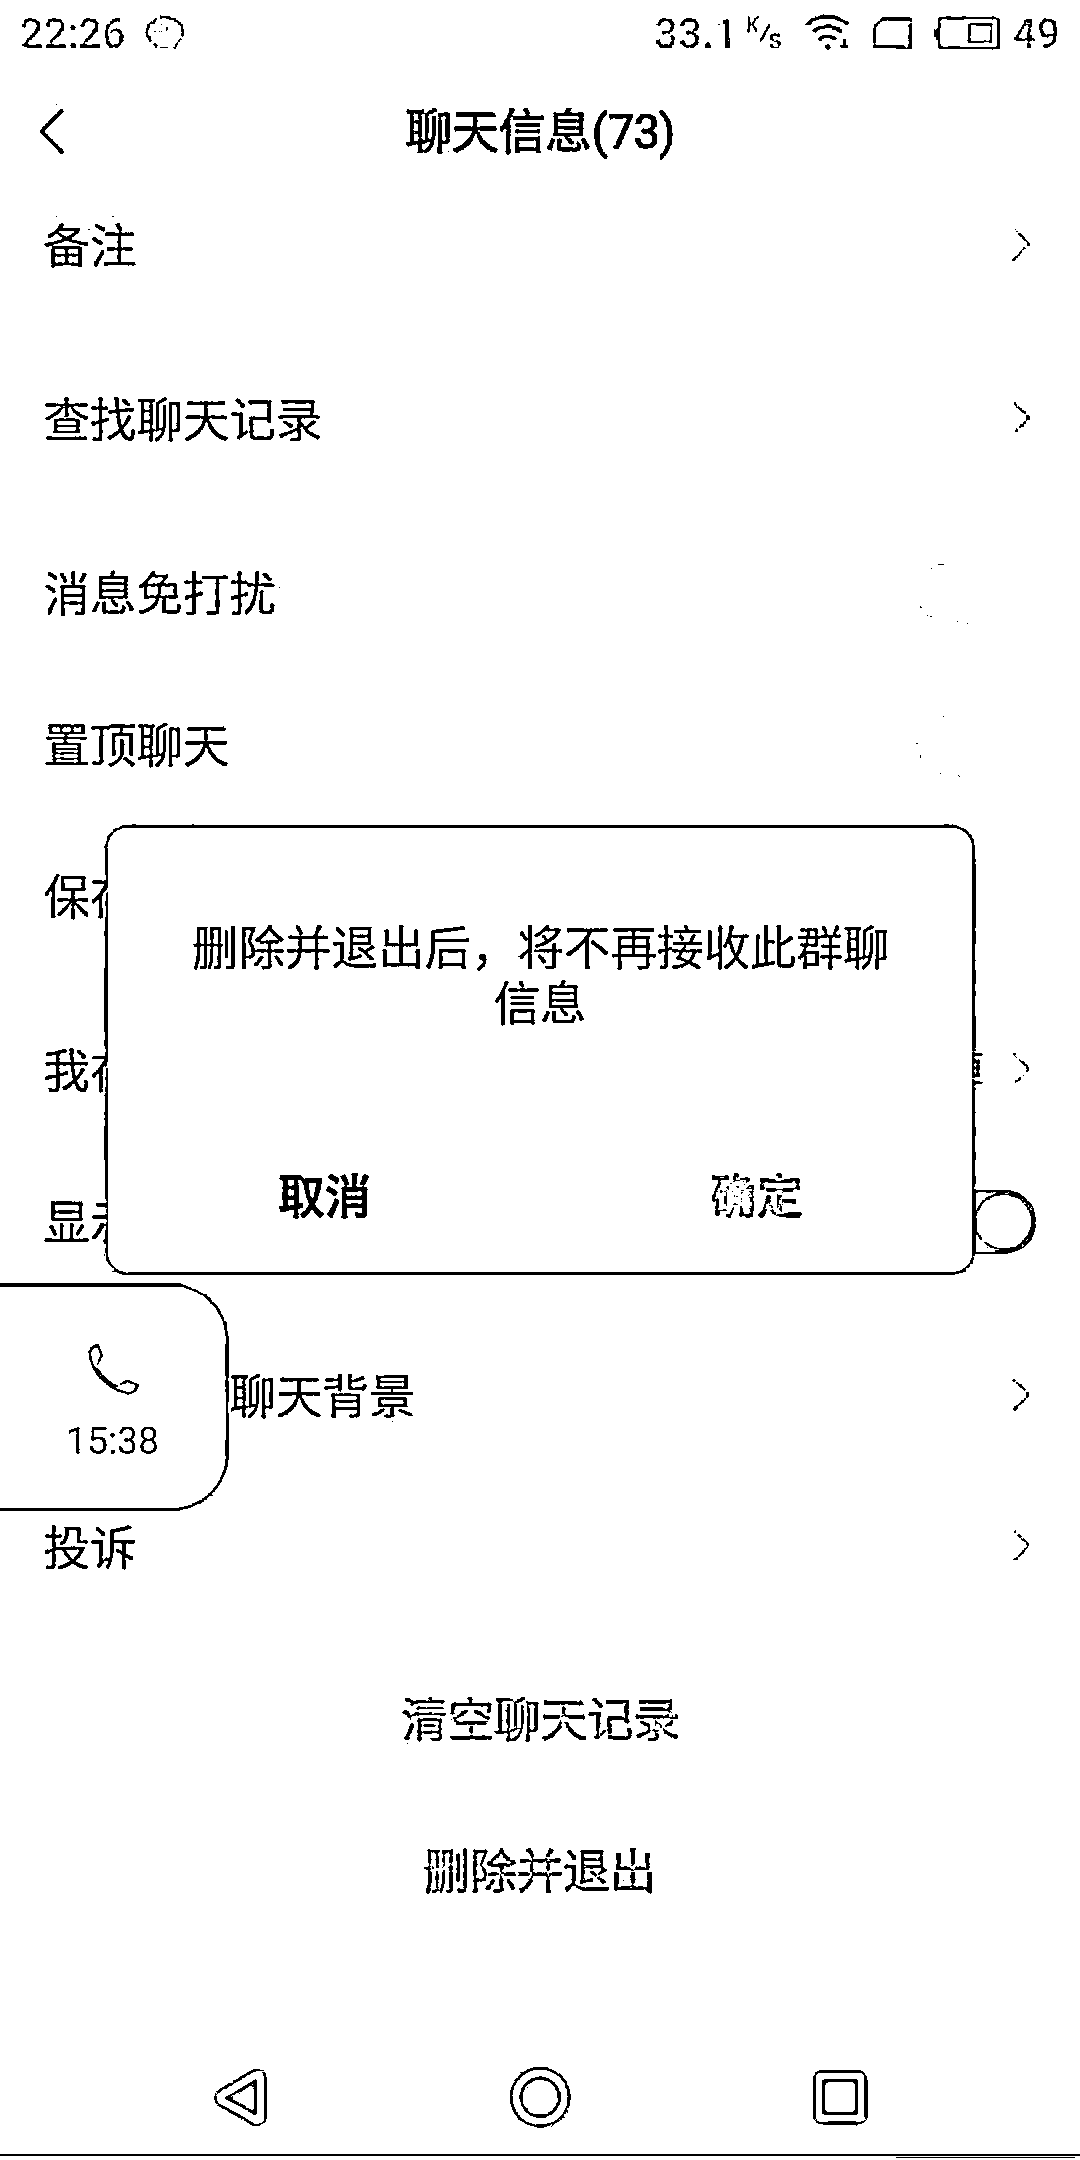 22:26 33.1 K/s 49
聊天信息(73)
备注
查找聊天记录
消息免打扰
置顶聊天
保存
删除并退出后，将不再接收此群聊
信息
我在
取消 确定
显示
15:38
聊天背景
投诉
清空聊天记录
删除并退出